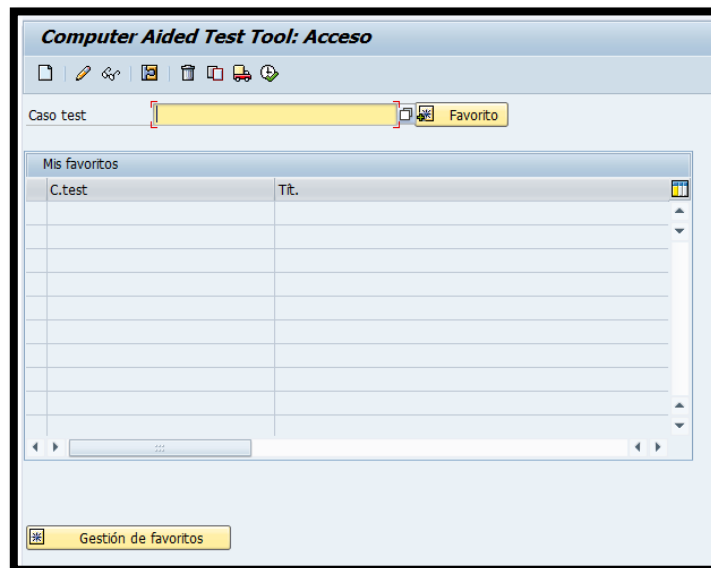 Computer Aided Test Tool: Acceso
Caso test Favorito
Mis favoritos
C.test Tít.
Gestión de favoritos